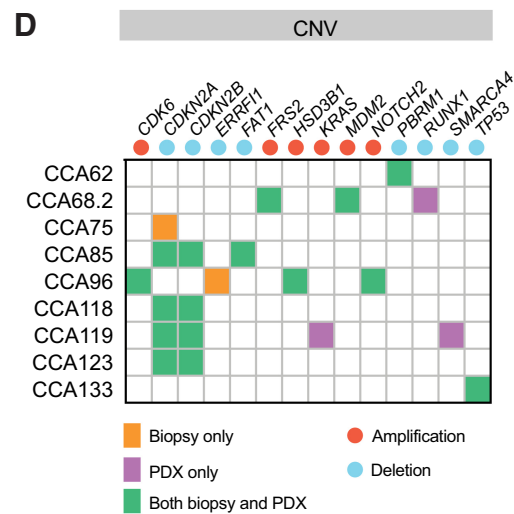 D
CNV
CDK6
CDKN2A
CDKN2B
ERRFI1
FAT1
FRS2
HSD3B1
KRAS
MDM2
NOTCH2
PBRM1
RUNX1
SMARCA4
TP53
CCA62
CCA68.2
CCA75
CCA85
CCA96
CCA118
CCA119
CCA123
CCA133
Biopsy only
Amplification
PDX only
Deletion
Both biopsy and PDX